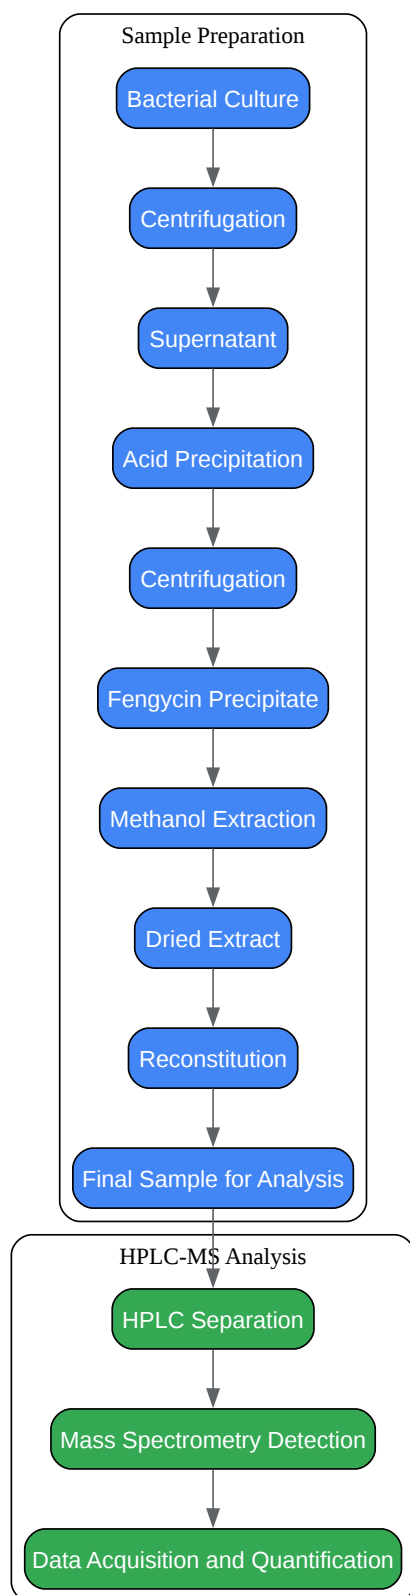 Sample Preparation
Bacterial Culture
Centrifugation
Supernatant
Acid Precipitation
Centrifugation
Fengycin Precipitate
Methanol Extraction
Dried Extract
Reconstitution
Final Sample for Analysis
HPLC-MS Analysis
HPLC Separation
Mass Spectrometry Detection
Data Acquisition and Quantification